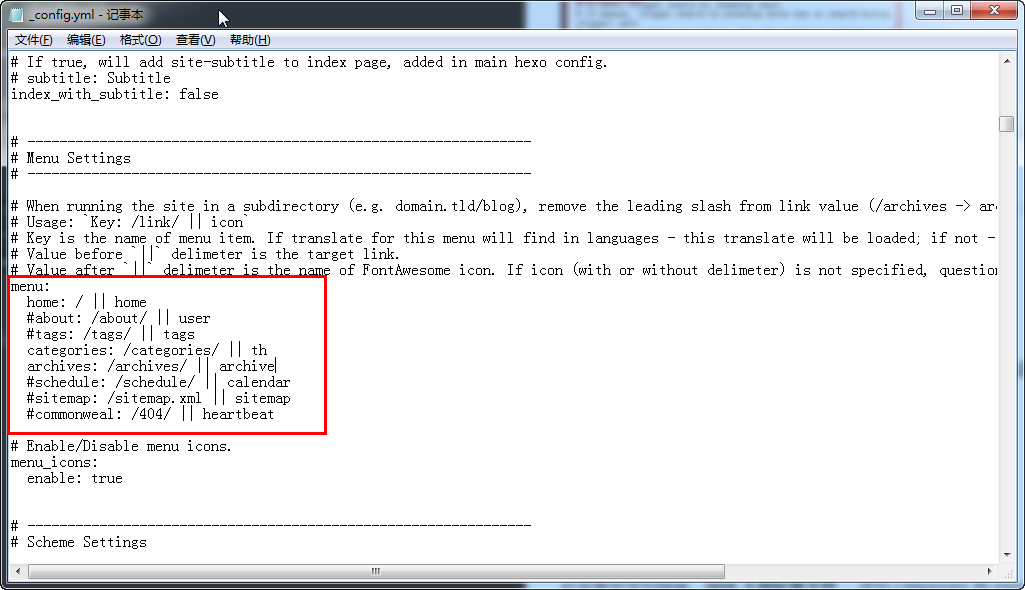 _config.yml - 记事本
文件(F) 编辑(E) 格式(O) 查看(V) 帮助(H)
# If true, will add site-subtitle to index page, added in main hexo config.
# subtitle: Subtitle
index_with_subtitle: false
# ---------------------------------------------------------------
# Menu Settings
# ---------------------------------------------------------------
# When running the site in a subdirectory (e.g. domain.tld/blog), remove the leading slash from link value (/archives -> ar
# Usage: `Key: /link/ || icon`
# Key is the name of menu item. If translate for this menu will find in languages - this translate will be loaded; if not -
# Value before `||` delimeter is the target link.
# Value after `||` delimeter is the name of FontAwesome icon. If icon (with or without delimeter) is not specified, question
menu:
  home: / || home
  #about: /about/ || user
  #tags: /tags/ || tags
  categories: /categories/ || th
  archives: /archives/ || archive
  #schedule: /schedule/ || calendar
  #sitemap: /sitemap.xml || sitemap
  #commonweal: /404/ || heartbeat
# Enable/Disable menu icons.
menu_icons:
  enable: true
# ---------------------------------------------------------------
# Scheme Settings